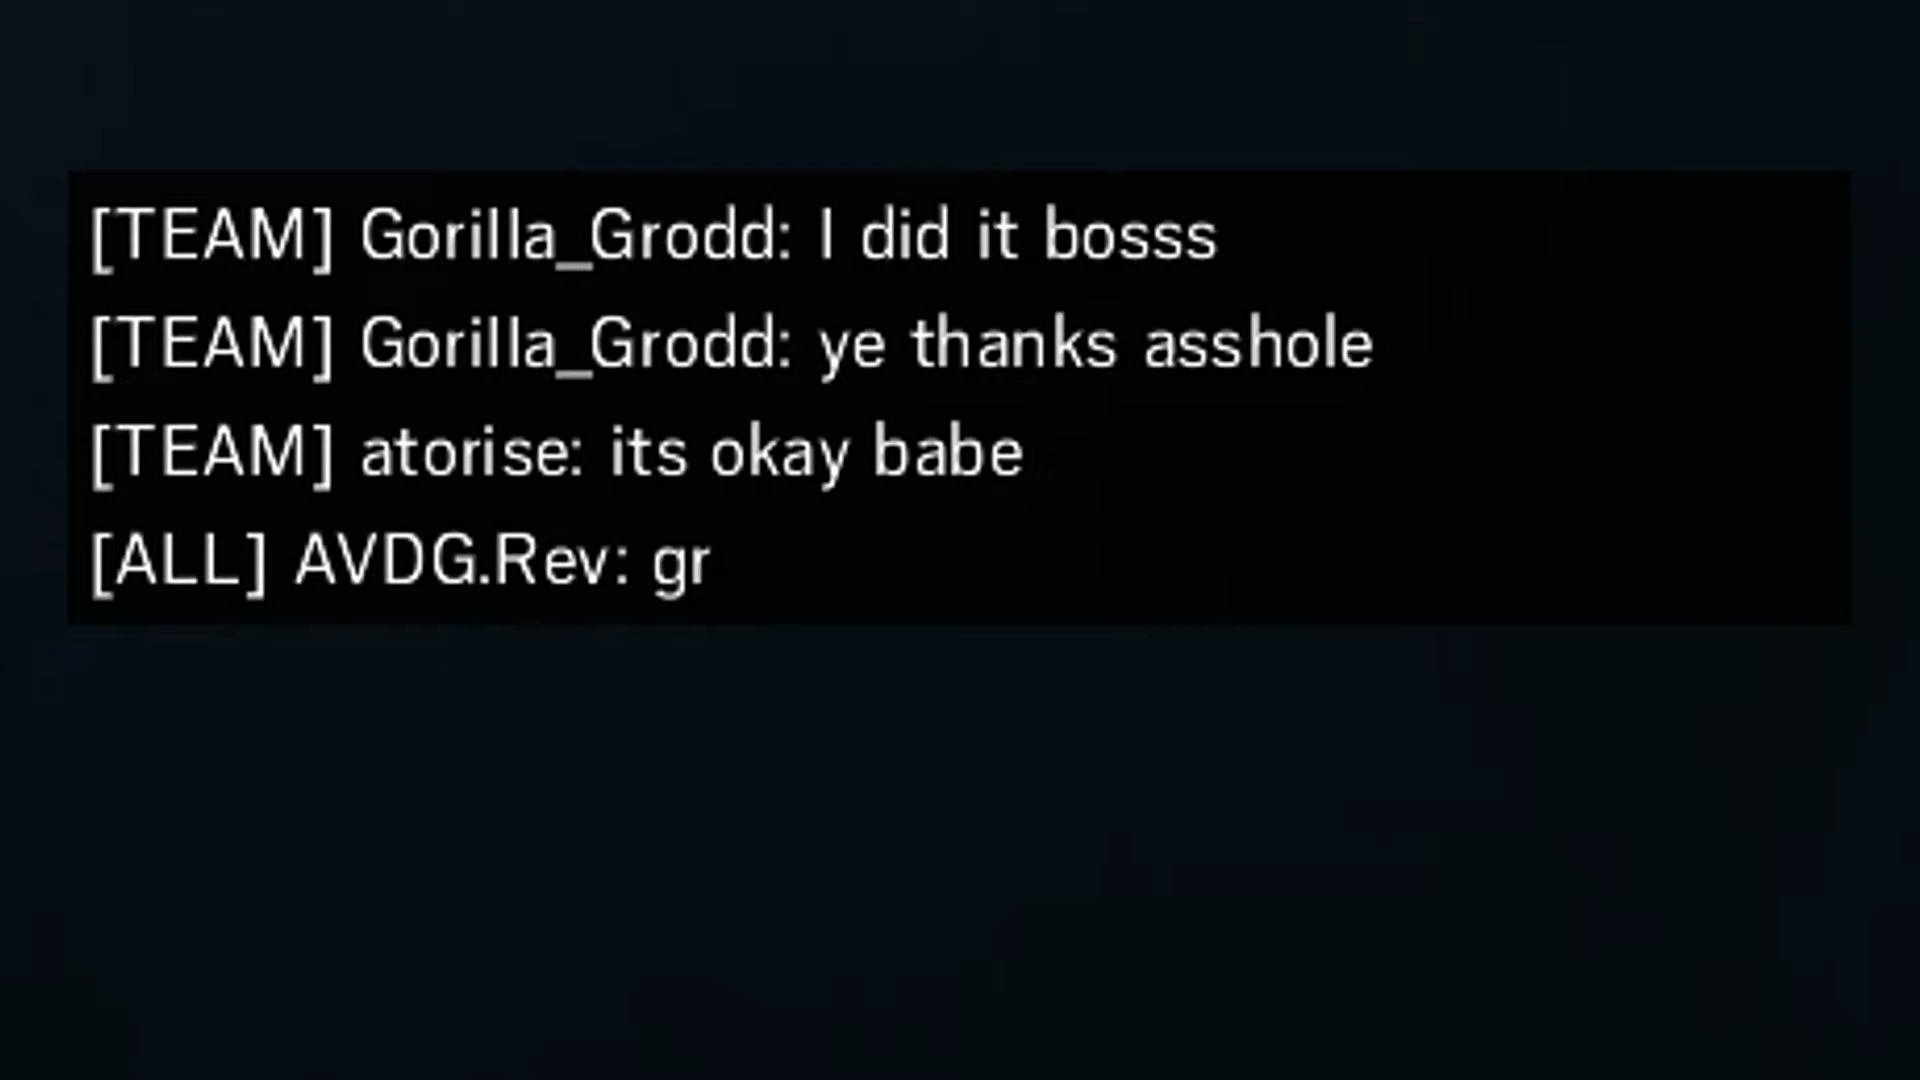 [TEAM] Gorilla_Grodd: I did it bosss
[TEAM] Gorilla_Grodd: ye thanks asshole
[TEAM] atorise: its okay babe
[ALL] AVDG.Rev: gr